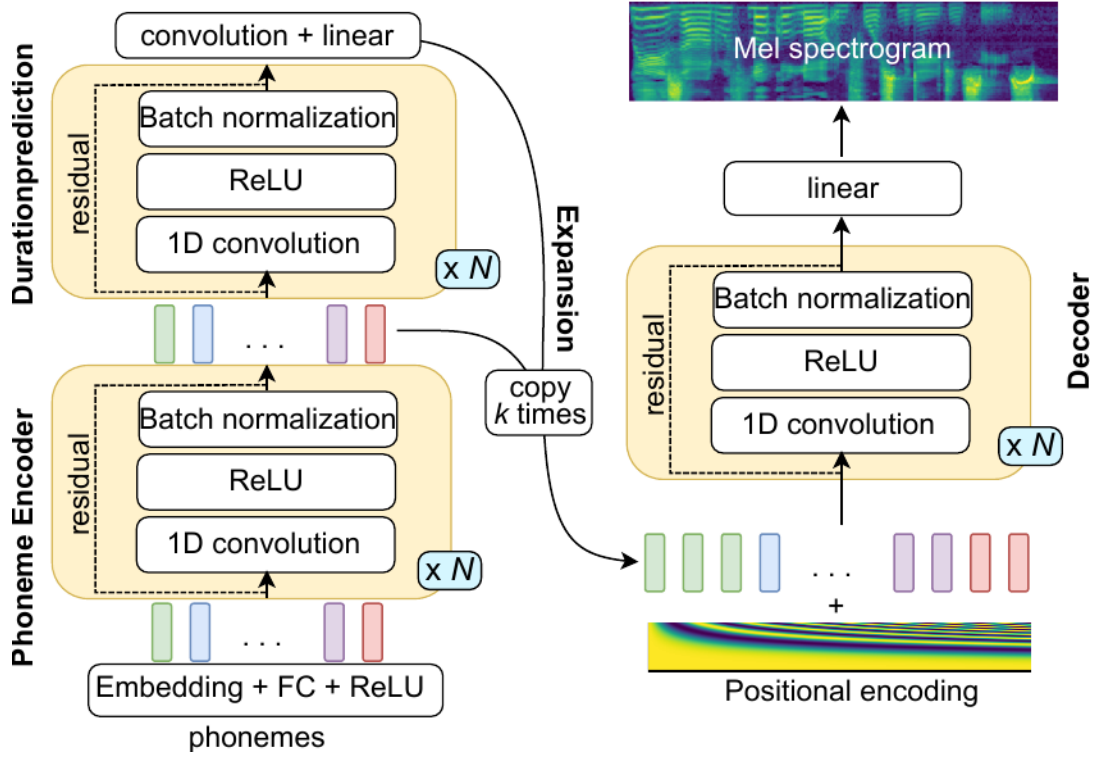 convolution + linear
Durationprediction
residual
Batch normalization
ReLU
1D convolution
x N
. . .
Phoneme Encoder
residual
Batch normalization
ReLU
1D convolution
x N
. . .
Embedding + FC + ReLU
phonemes
Expansion
copy
k times
Mel spectrogram
linear
Decoder
residual
Batch normalization
ReLU
1D convolution
x N
. . .
+
Positional encoding